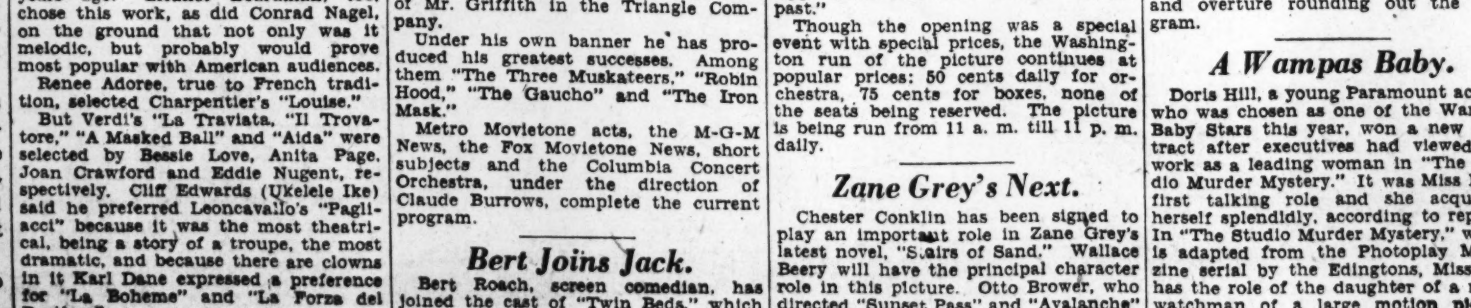 chose this work, as did Conrad Nagel,
on the ground that not only was it
melodic, but probably would prove
most popular with American audiences.
Renee Adoree, true to French tradi-
tion, selected Charpentier's "Louise."
But Verdi's "La Traviata, "Il Trova-
tore," "A Masked Ball" and "Aida" were
selected by Bessie Love, Anita Page,
Joan Crawford and Eddie Nugent, re-
spectively. Cliff Edwards (Ukelele Ike)
said he preferred Leoncavallo's "Pagli-
acci" because it was the most theatri-
cal, being a story of a troupe, the most
dramatic, and because there are clowns
in it Karl Dane expressed a preference
for "La Boheme" and "La Forza del
of Mr. Griffith in the Triangle Com-
pany.
Under his own banner he has pro-
duced his greatest successes. Among
them "The Three Muskateers," "Robin
Hood," "The Gaucho" and "The Iron
Mask."
Metro Movietone acts, the M-G-M
News, the Fox Movietone News, short
subjects and the Columbia Concert
Orchestra, under the direction of
Claude Burrows, complete the current
program.
Bert Joins Jack.
Bert Roach, screen comedian, has
joined the cast of "Twin Beds," which
past."
Though the opening was a special
event with special prices, the Washing-
ton run of the picture continues at
popular prices: 50 cents daily for or-
chestra, 75 cents for boxes, none of
the seats being reserved. The picture
is being run from 11 a. m. till 11 p. m.
daily.
Zane Grey's Next.
Chester Conklin has been signed to
play an important role in Zane Grey's
latest novel, "Stairs of Sand." Wallace
Beery will have the principal character
role in this picture. Otto Brower, who
directed "Sunset Pass" and "Avalanche"
and overture rounding out the
gram.
A Wampas Baby.
Doris Hill, a young Paramount ac
who was chosen as one of the Wa
Baby Stars this year, won a new
tract after executives had viewed
work as a leading woman in "The
dio Murder Mystery." It was Miss
first talking role and she acqu
herself splendidly, according to rep
In "The Studio Murder Mystery," w
is adapted from the Photoplay M
zine serial by the Edingtons, Miss
has the role of the daughter of a
watchman of a large motion